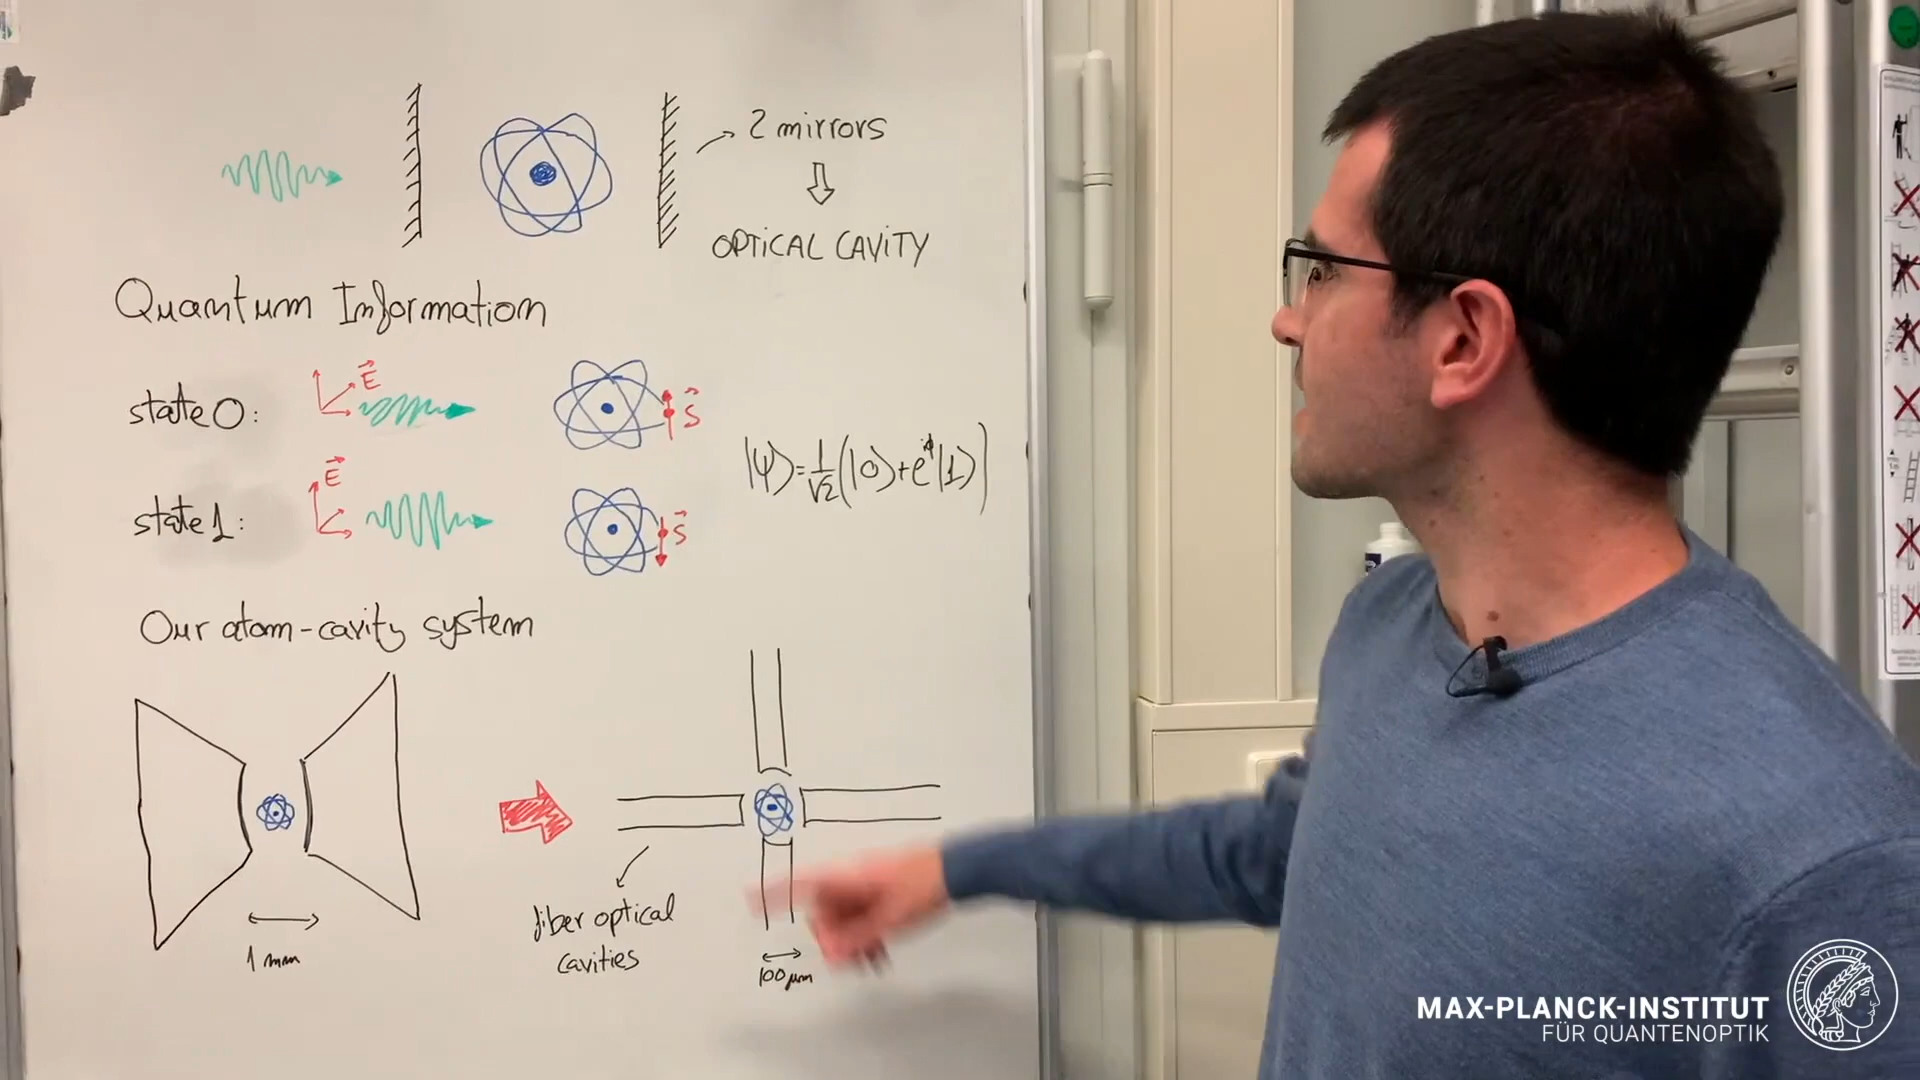 2 mirrors
OPTICAL CAVITY
Quantum Information
state 0:
E
S
|ψ⟩=1/√2(|0⟩+e^iϕ|1⟩)
state 1:
E
S
Our atom-cavity system
fiber optical
cavities
1 mm
100 μm
MAX-PLANCK-INSTITUT
FÜR QUANTENOPTIK